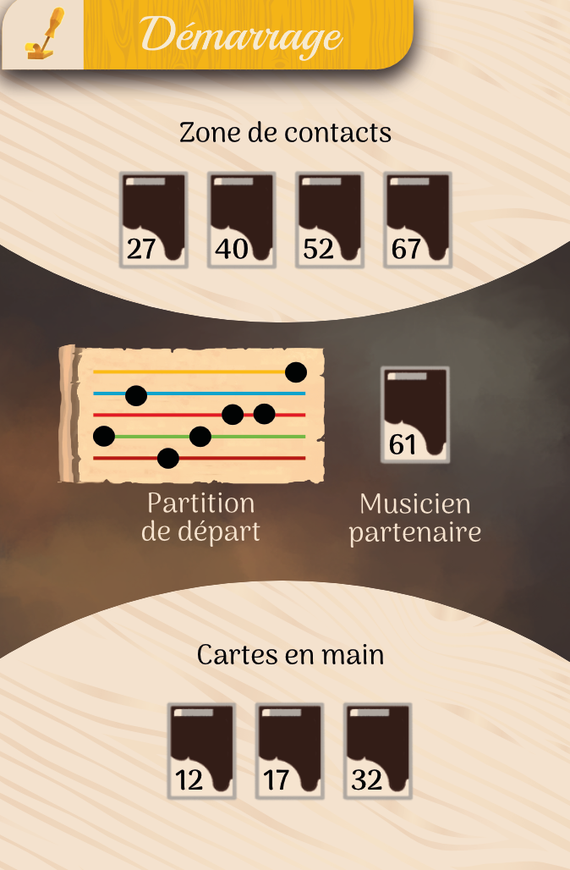 Démarrage
Zone de contacts
27 40 52 67
61
Partition
de départ
Musicien
partenaire
Cartes en main
12 17 32